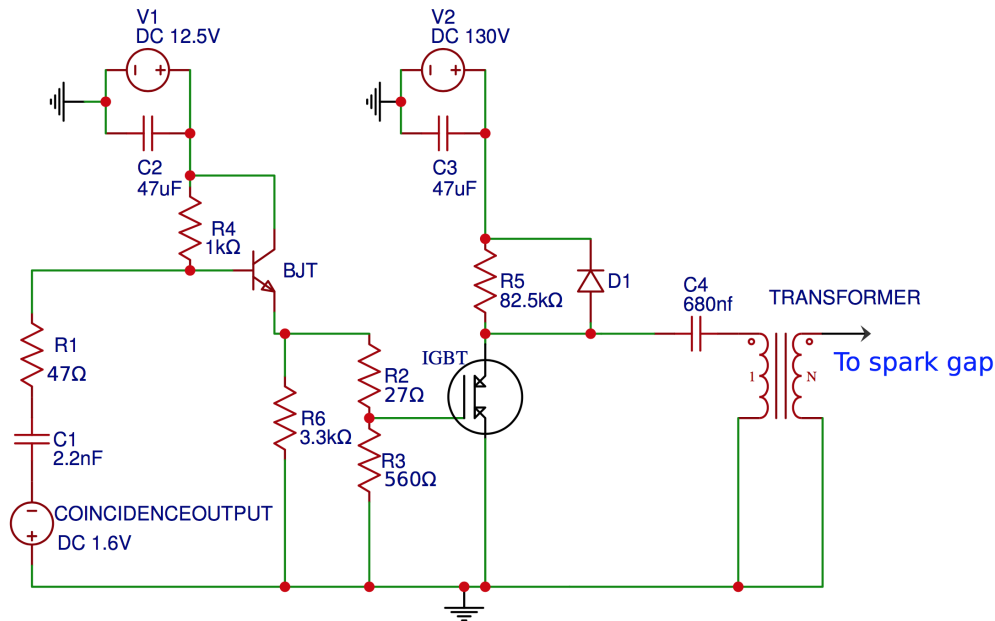 V1
DC 12.5V
V2
DC 130V
C2
47uF
C3
47uF
R4
1kΩ
BJT
R5
82.5kΩ
D1
C4
680nf
TRANSFORMER
To spark gap
R1
47Ω
IGBT
R2
27Ω
1
N
R6
3.3kΩ
C1
2.2nF
R3
560Ω
COINCIDENCEOUTPUT
DC 1.6V